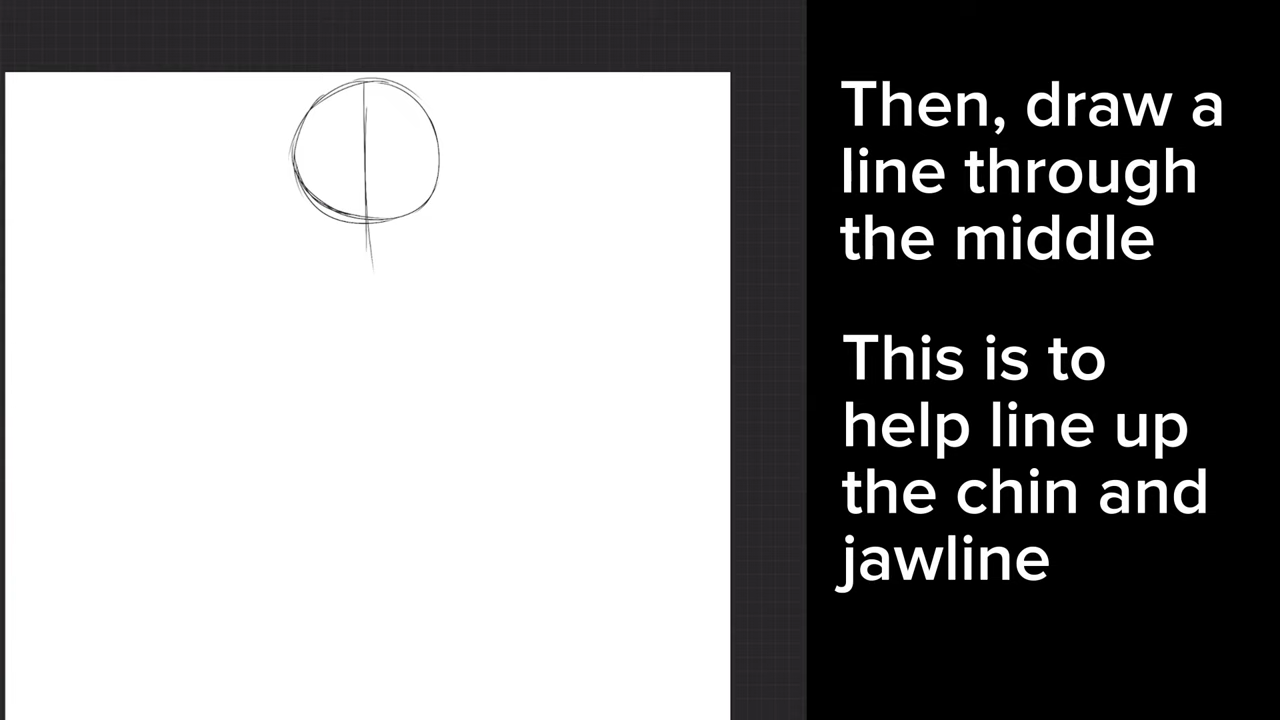 Then, draw a
line through
the middle
This is to
help line up
the chin and
jawline